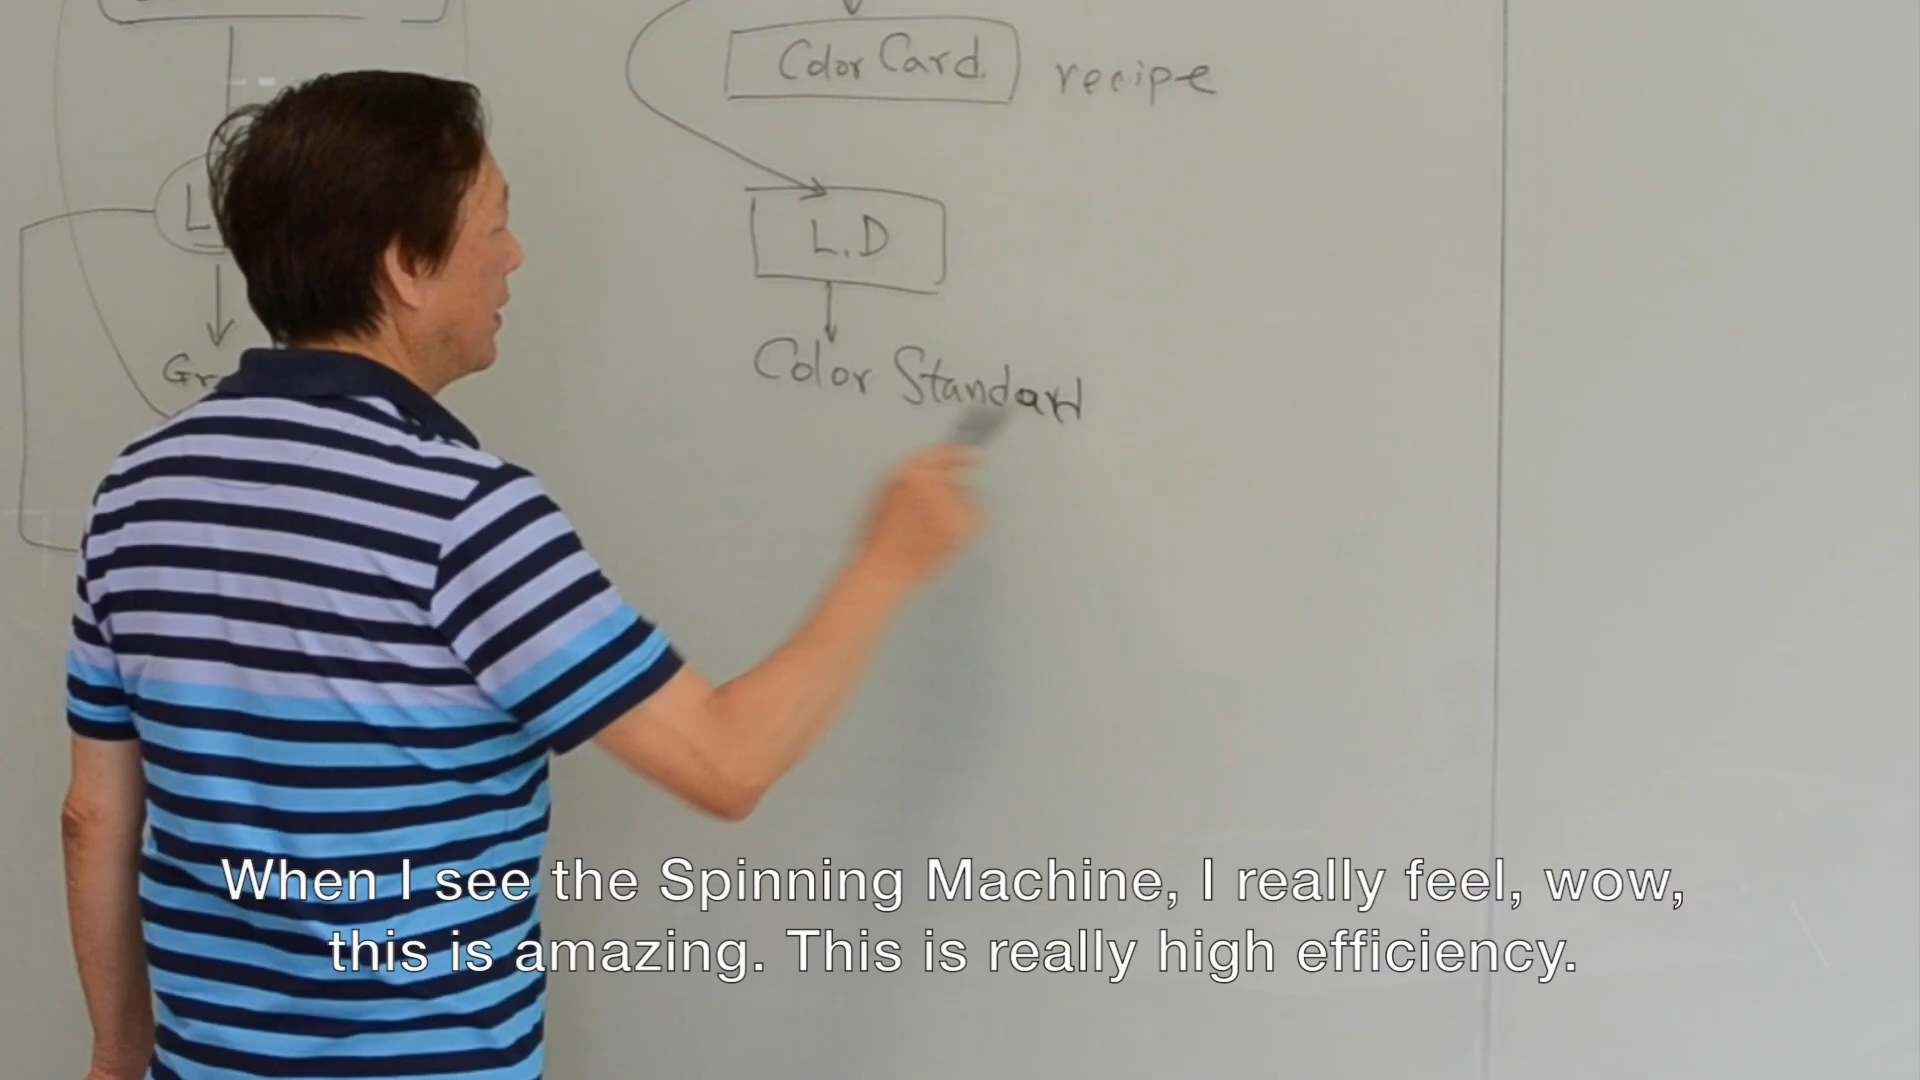 Color Card
recipe
L.D
Color Standard
L
Gr
When I see the Spinning Machine, I really feel, wow,
this is amazing. This is really high efficiency.